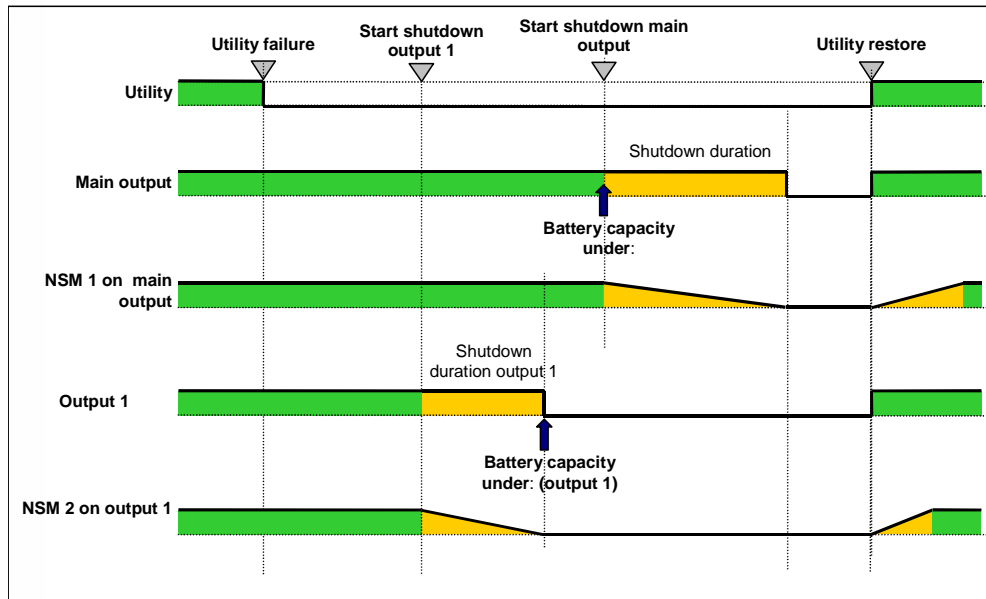 Utility failure
Start shutdown
output 1
Start shutdown main
output
Utility restore
Utility
Main output
Shutdown duration
Battery capacity
under:
NSM 1 on main
output
Output 1
Shutdown
duration output 1
Battery capacity
under: (output 1)
NSM 2 on output 1